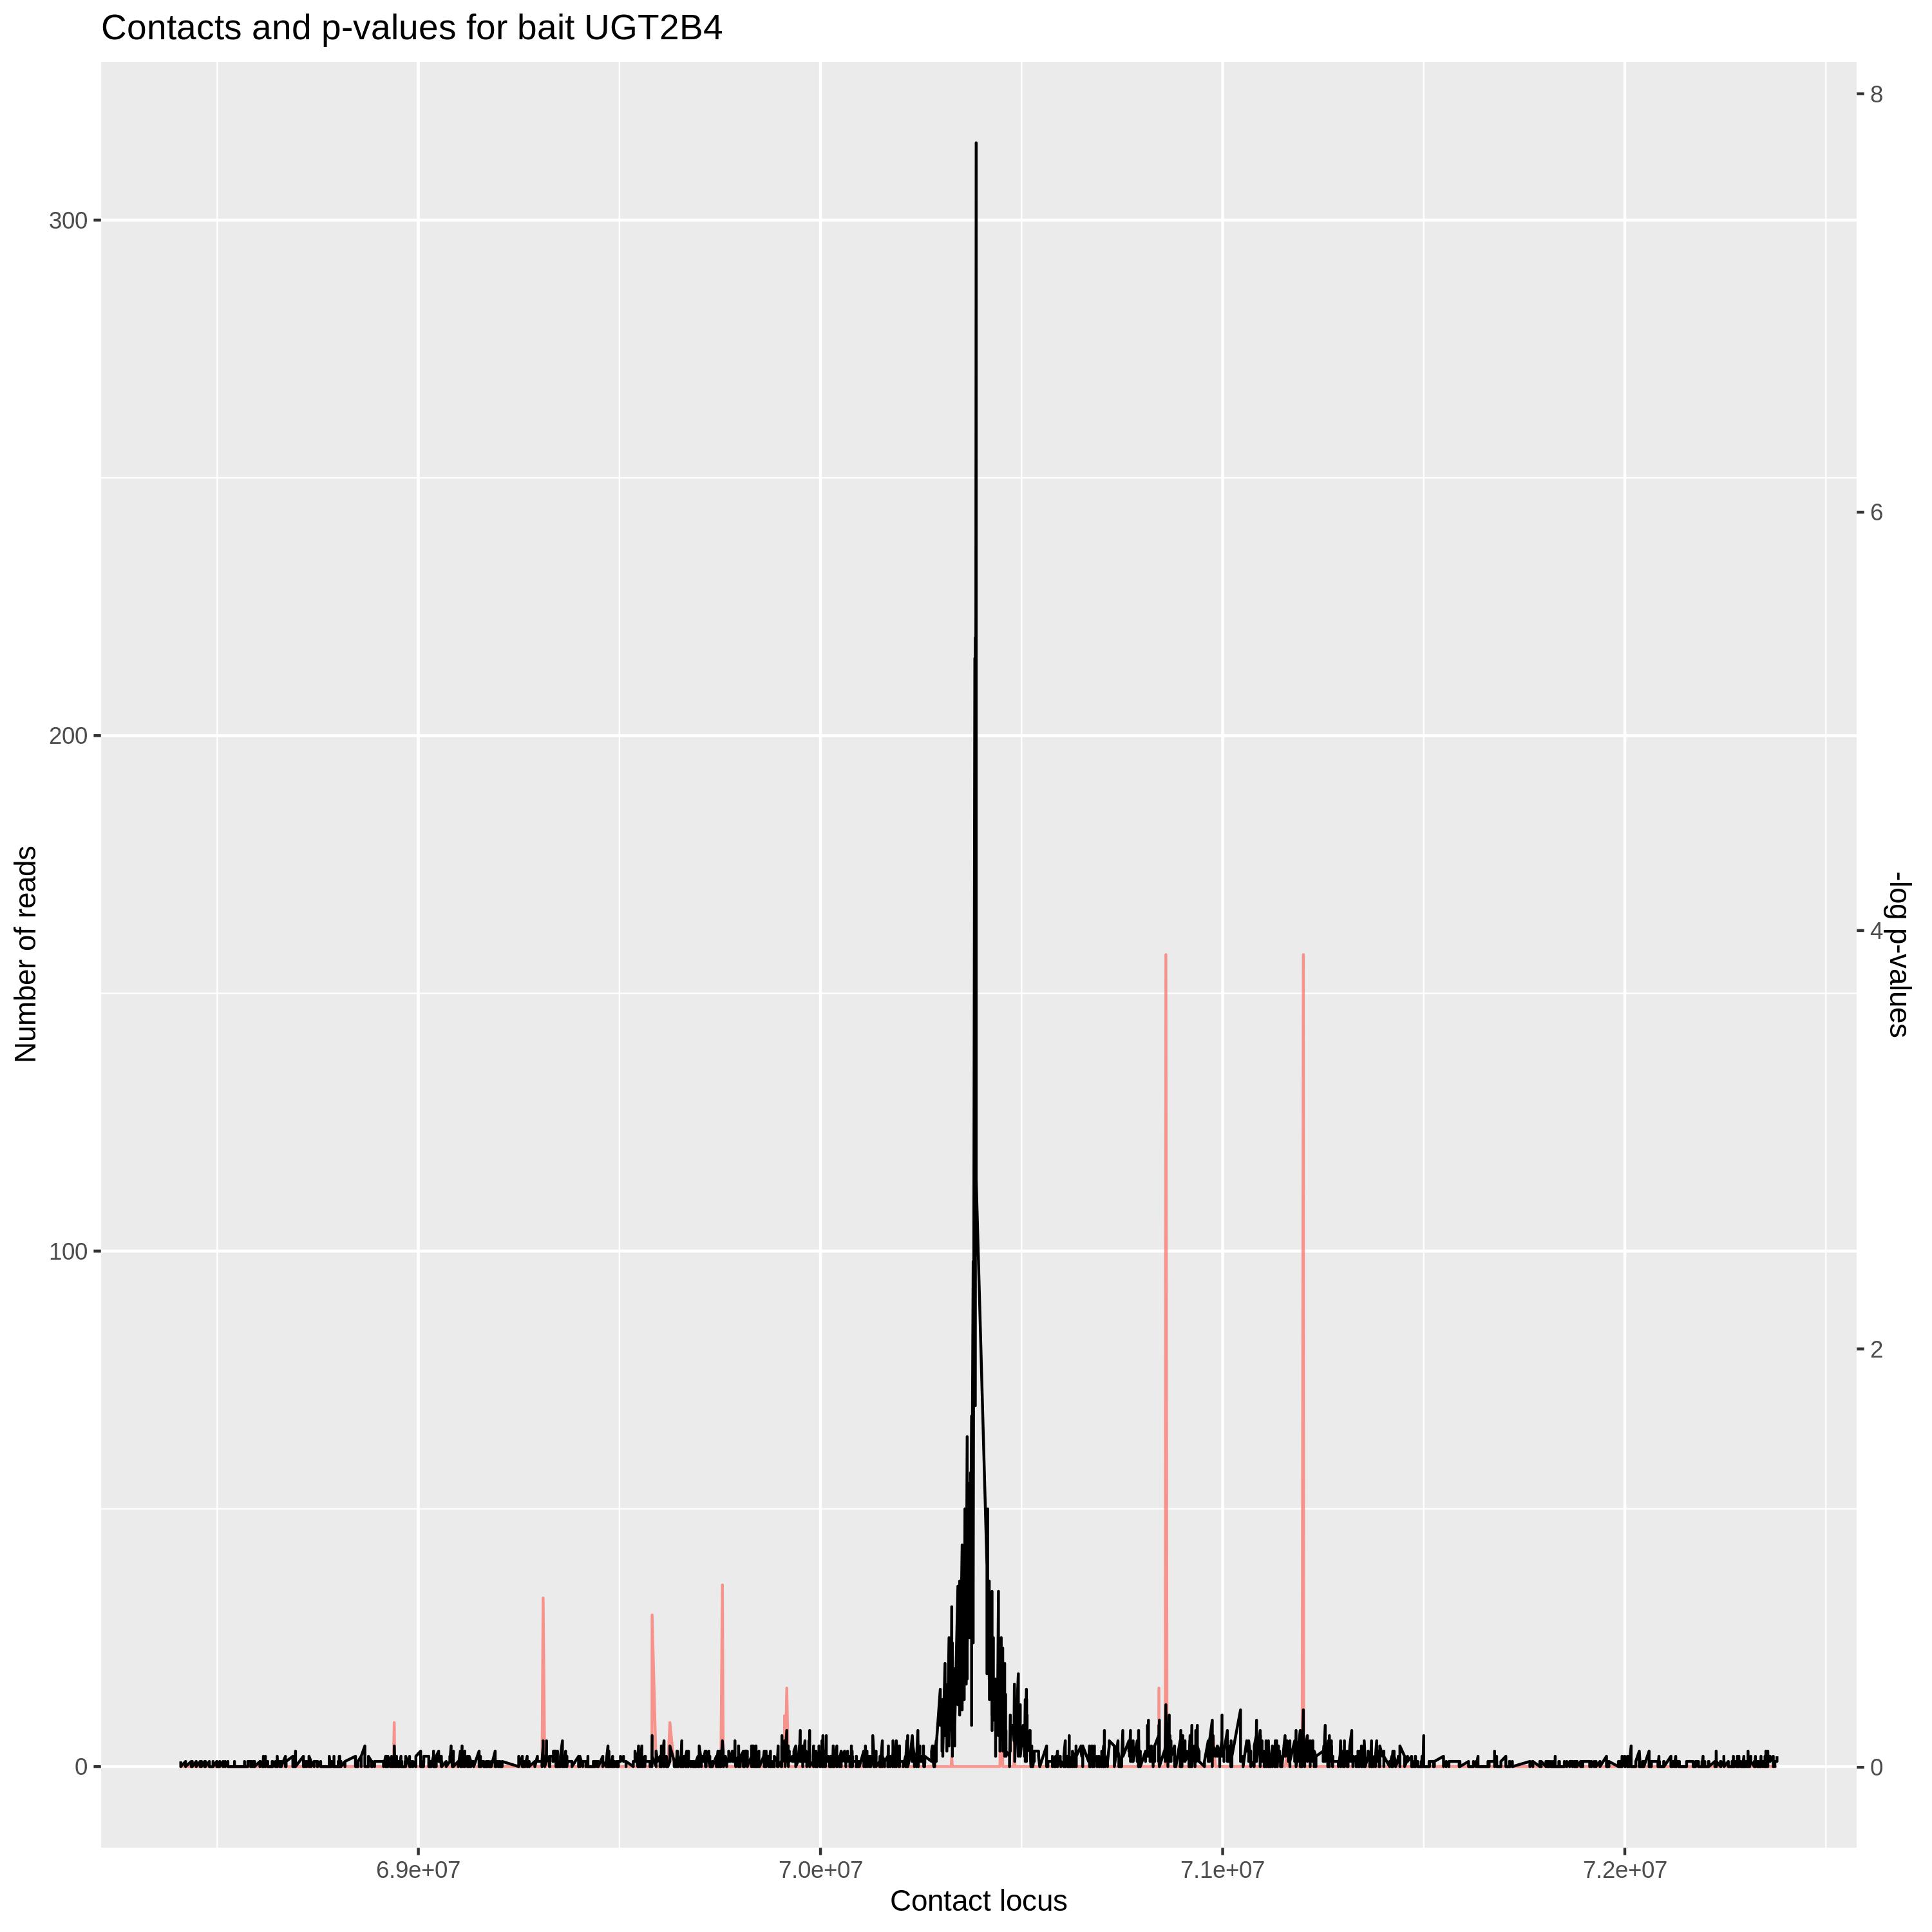 Contacts and p-values for bait UGT2B4
Number of reads
300
200
100
0
8
6
4
2
0
-log p-values
6.9e+07
7.0e+07
7.1e+07
7.2e+07
Contact locus